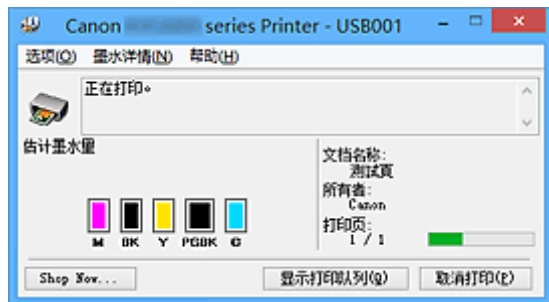 Canon series Printer - USB001
选项(O) 墨水详情(N) 帮助(H)
正在打印。
估计墨水量
M BK Y PGBK C
文档名称:
测试页
所有者:
Canon
打印页:
1 / 1
Shop Now...
显示打印队列(Q)
取消打印(P)